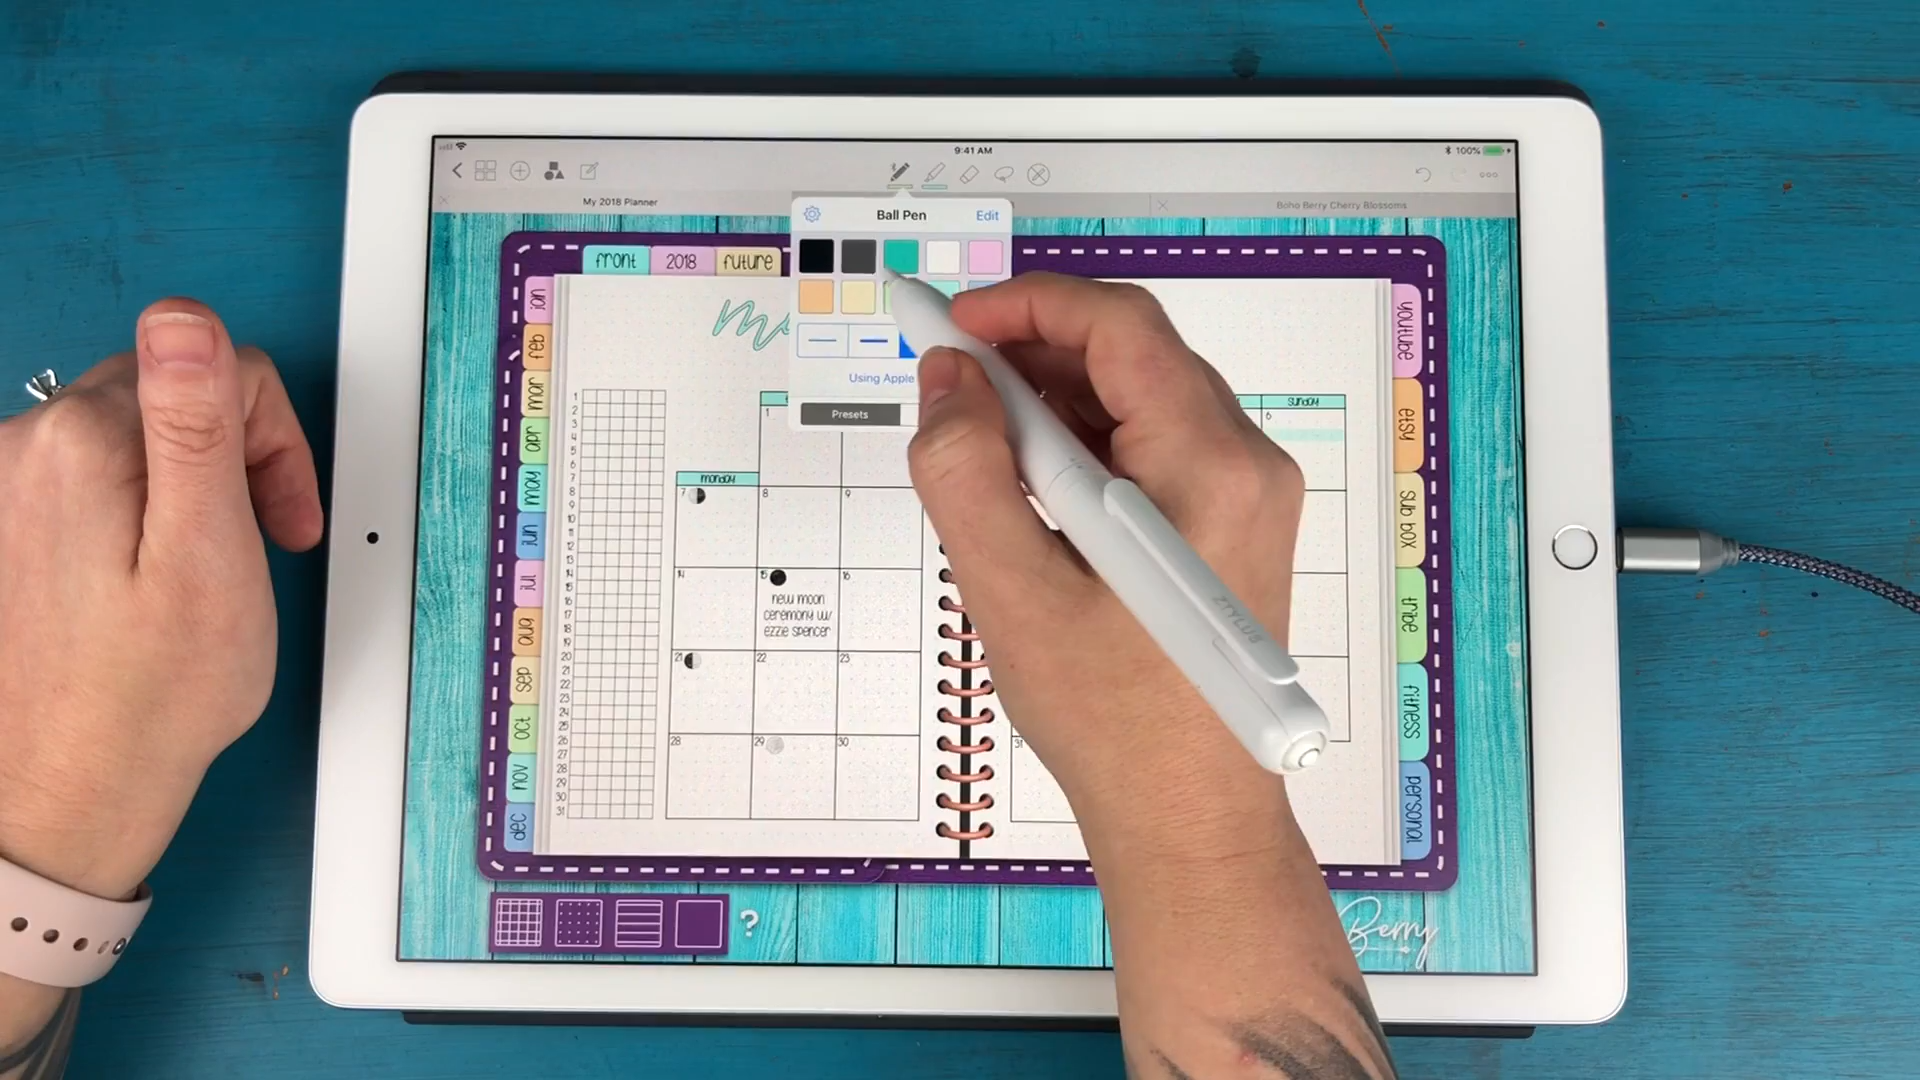 9:41 AM
100%
My 2018 Planner
Boho Berry Cherry Blossoms
Ball Pen
Edit
Using Apple
Presets
front
2018
future
jan
feb
mar
apr
may
jun
jul
aug
sep
oct
nov
dec
youtube
etsy
sub box
tribe
fitness
personal
1
2
3
4
5
6
7
8
9
10
11
12
13
14
15
16
17
18
19
20
21
22
23
24
25
26
27
28
29
30
31
monday
sunday
1
6
7
8
9
14
15
16
new moon
ceremony w/
ezzie spencer
21
22
23
28
29
30
31
?
Berry
ZTYLUS